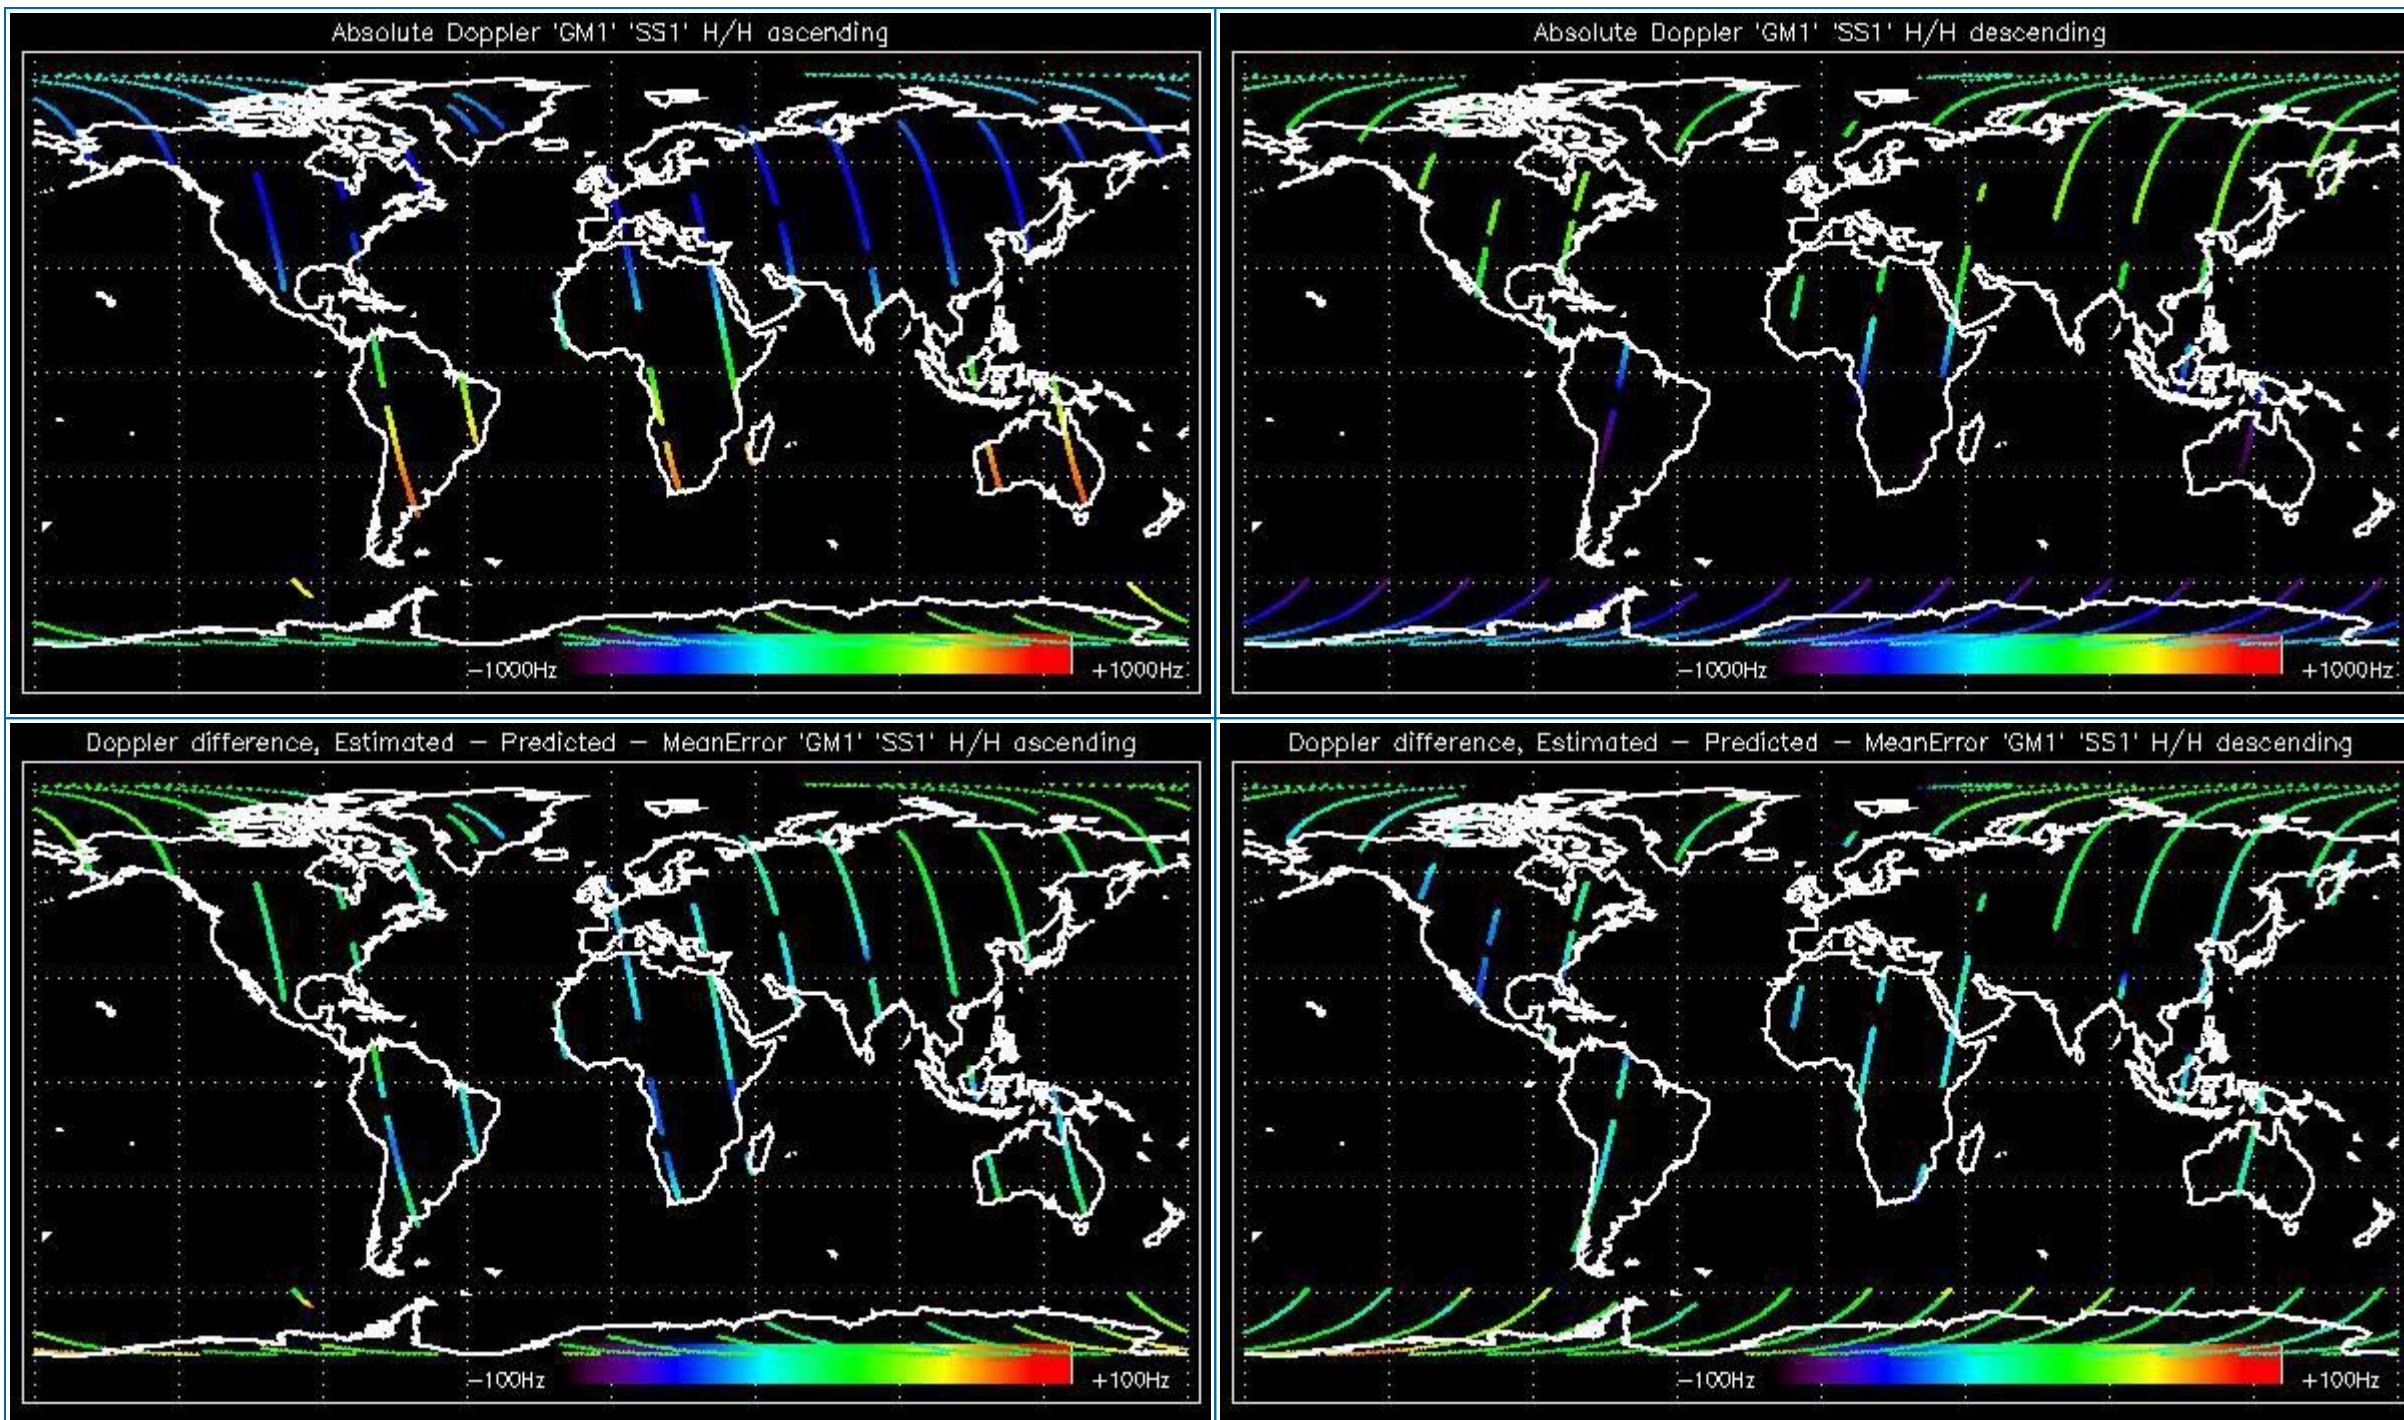 Absolute Doppler 'GM1' 'SS1' H/H ascending
-1000Hz +1000Hz
Absolute Doppler 'GM1' 'SS1' H/H descending
-1000Hz +1000Hz
Doppler difference, Estimated - Predicted - MeanError 'GM1' 'SS1' H/H ascending
-100Hz +100Hz
Doppler difference, Estimated - Predicted - MeanError 'GM1' 'SS1' H/H descending
-100Hz +100Hz